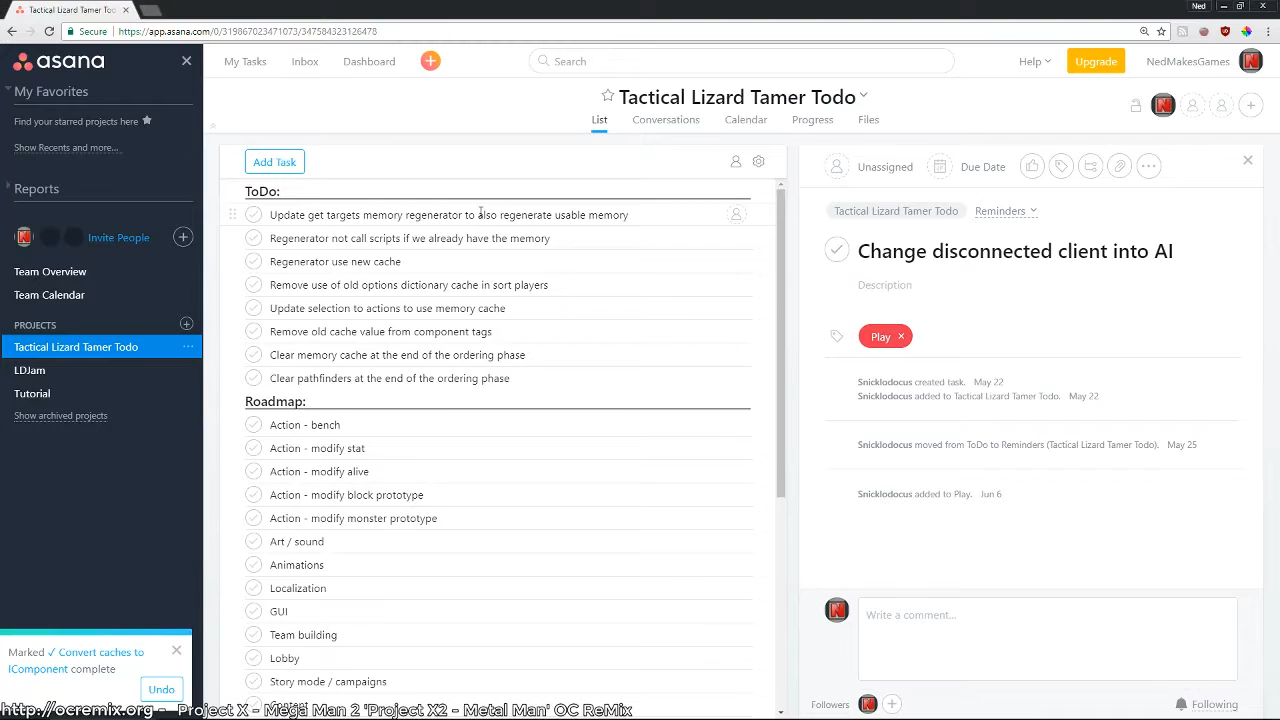 Tactical Lizard Tamer Todo
Ned
Secure
https://app.asana.com/0/319867023471073/347584323126478
asana
My Tasks
Inbox
Dashboard
Search
Help
Upgrade
NedMakesGames
My Favorites
Find your starred projects here
Show Recents and more...
Reports
Invite People
Team Overview
Team Calendar
PROJECTS
Tactical Lizard Tamer Todo
LDJam
Tutorial
Show archived projects
Marked ✓ Convert caches to
IComponent complete
Undo
Tactical Lizard Tamer Todo
List
Conversations
Calendar
Progress
Files
Add Task
ToDo:
Update get targets memory regenerator to also regenerate usable memory
Regenerator not call scripts if we already have the memory
Regenerator use new cache
Remove use of old options dictionary cache in sort players
Update selection to actions to use memory cache
Remove old cache value from component tags
Clear memory cache at the end of the ordering phase
Clear pathfinders at the end of the ordering phase
Roadmap:
Action - bench
Action - modify stat
Action - modify alive
Action - modify block prototype
Action - modify monster prototype
Art / sound
Animations
Localization
GUI
Team building
Lobby
Story mode / campaigns
Unassigned
Due Date
Tactical Lizard Tamer Todo
Reminders
Change disconnected client into AI
Description
Play ×
Snicklodocus created task. May 22
Snicklodocus added to Tactical Lizard Tamer Todo. May 22
Snicklodocus moved from ToDo to Reminders (Tactical Lizard Tamer Todo). May 25
Snicklodocus added to Play. Jun 6
Write a comment...
Followers
Following
http://ocremix.org - Project X - Mega Man 2 'Project X2 - Metal Man' OC ReMix